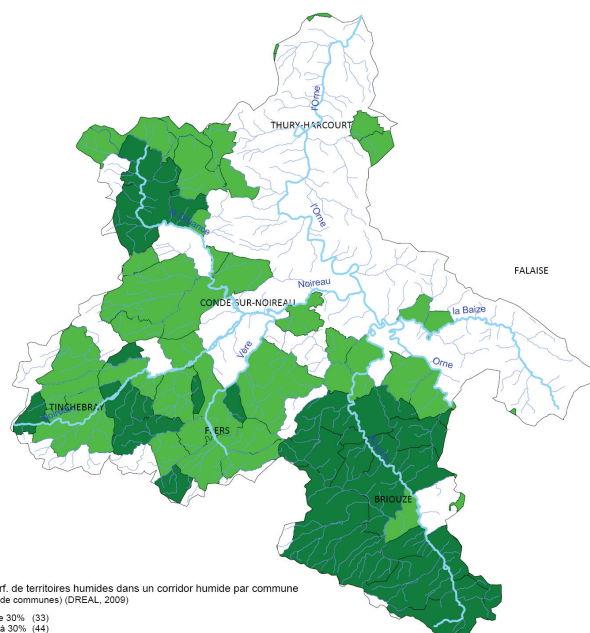 l'Orne
THURY-HARCOURT
l'Orne
FALAISE
Noireau
CONDE-SUR-NOIREAU
la Baize
Vère
Orne
TINCHEBRAY
FLERS
BRIOUZE
rf. de territoires humides dans un corridor humide par commune
de communes) (DREAL, 2009)
e 30% (33)
à 30% (44)